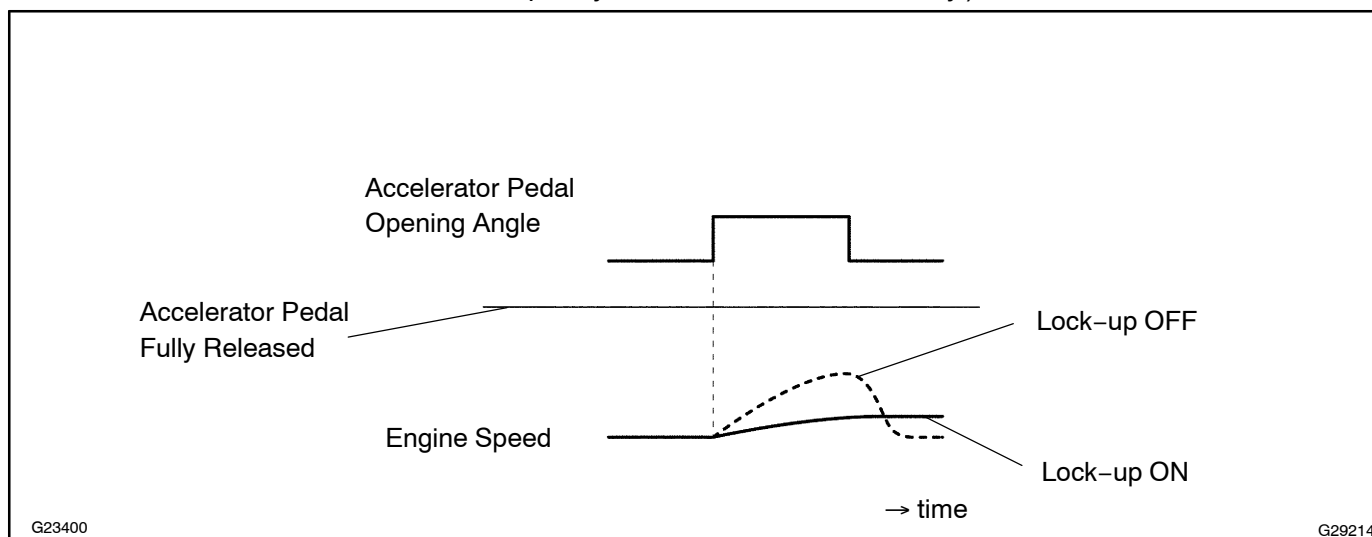 Accelerator Pedal
Opening Angle
Accelerator Pedal
Fully Released
Lock−up OFF
Engine Speed
Lock−up ON
→ time
G23400
G29214